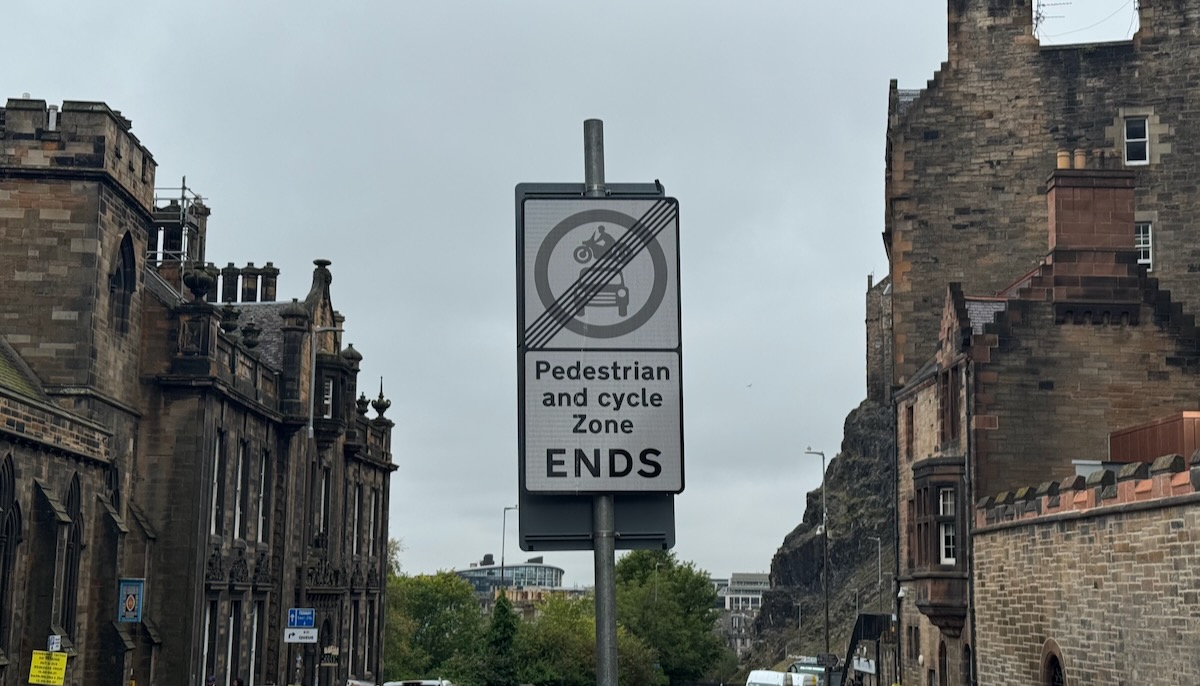 Pedestrian
and cycle
Zone
ENDS